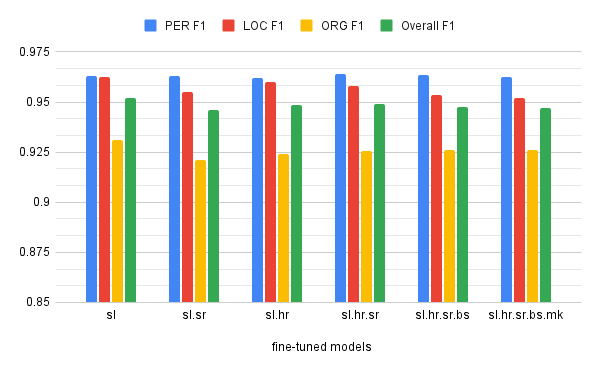 PER F1 LOC F1 ORG F1 Overall F1
0.975
0.95
0.925
0.9
0.875
0.85
sl sl.sr sl.hr sl.hr.sr sl.hr.sr.bs sl.hr.sr.bs.mk
fine-tuned models